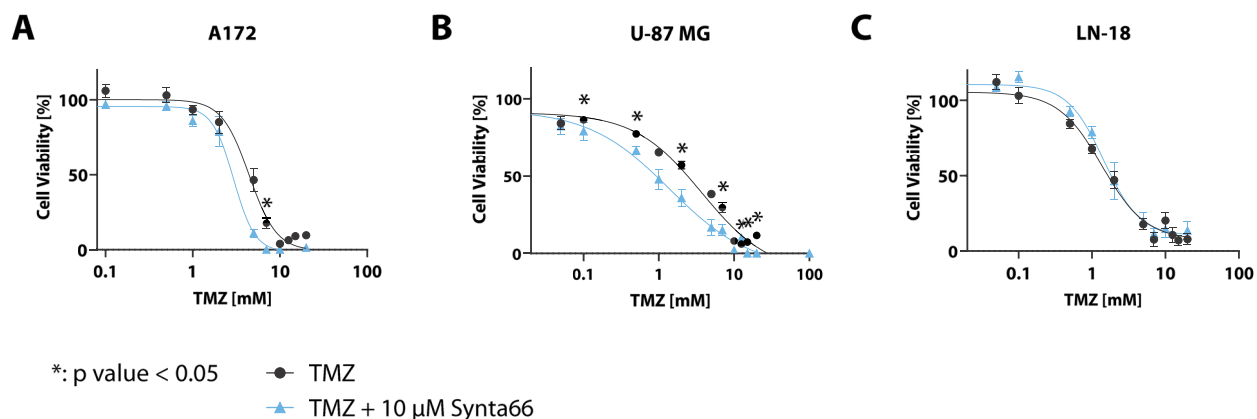 A
A172
Cell Viability [%]
100
50
0
0.1 1 10 100
TMZ [mM]
*
B
U-87 MG
Cell Viability [%]
100
50
0
0.1 1 10 100
TMZ [mM]
* * * * * * *
C
LN-18
Cell Viability [%]
100
50
0
0.1 1 10 100
TMZ [mM]
*: p value < 0.05
TMZ
TMZ + 10 µM Synta66